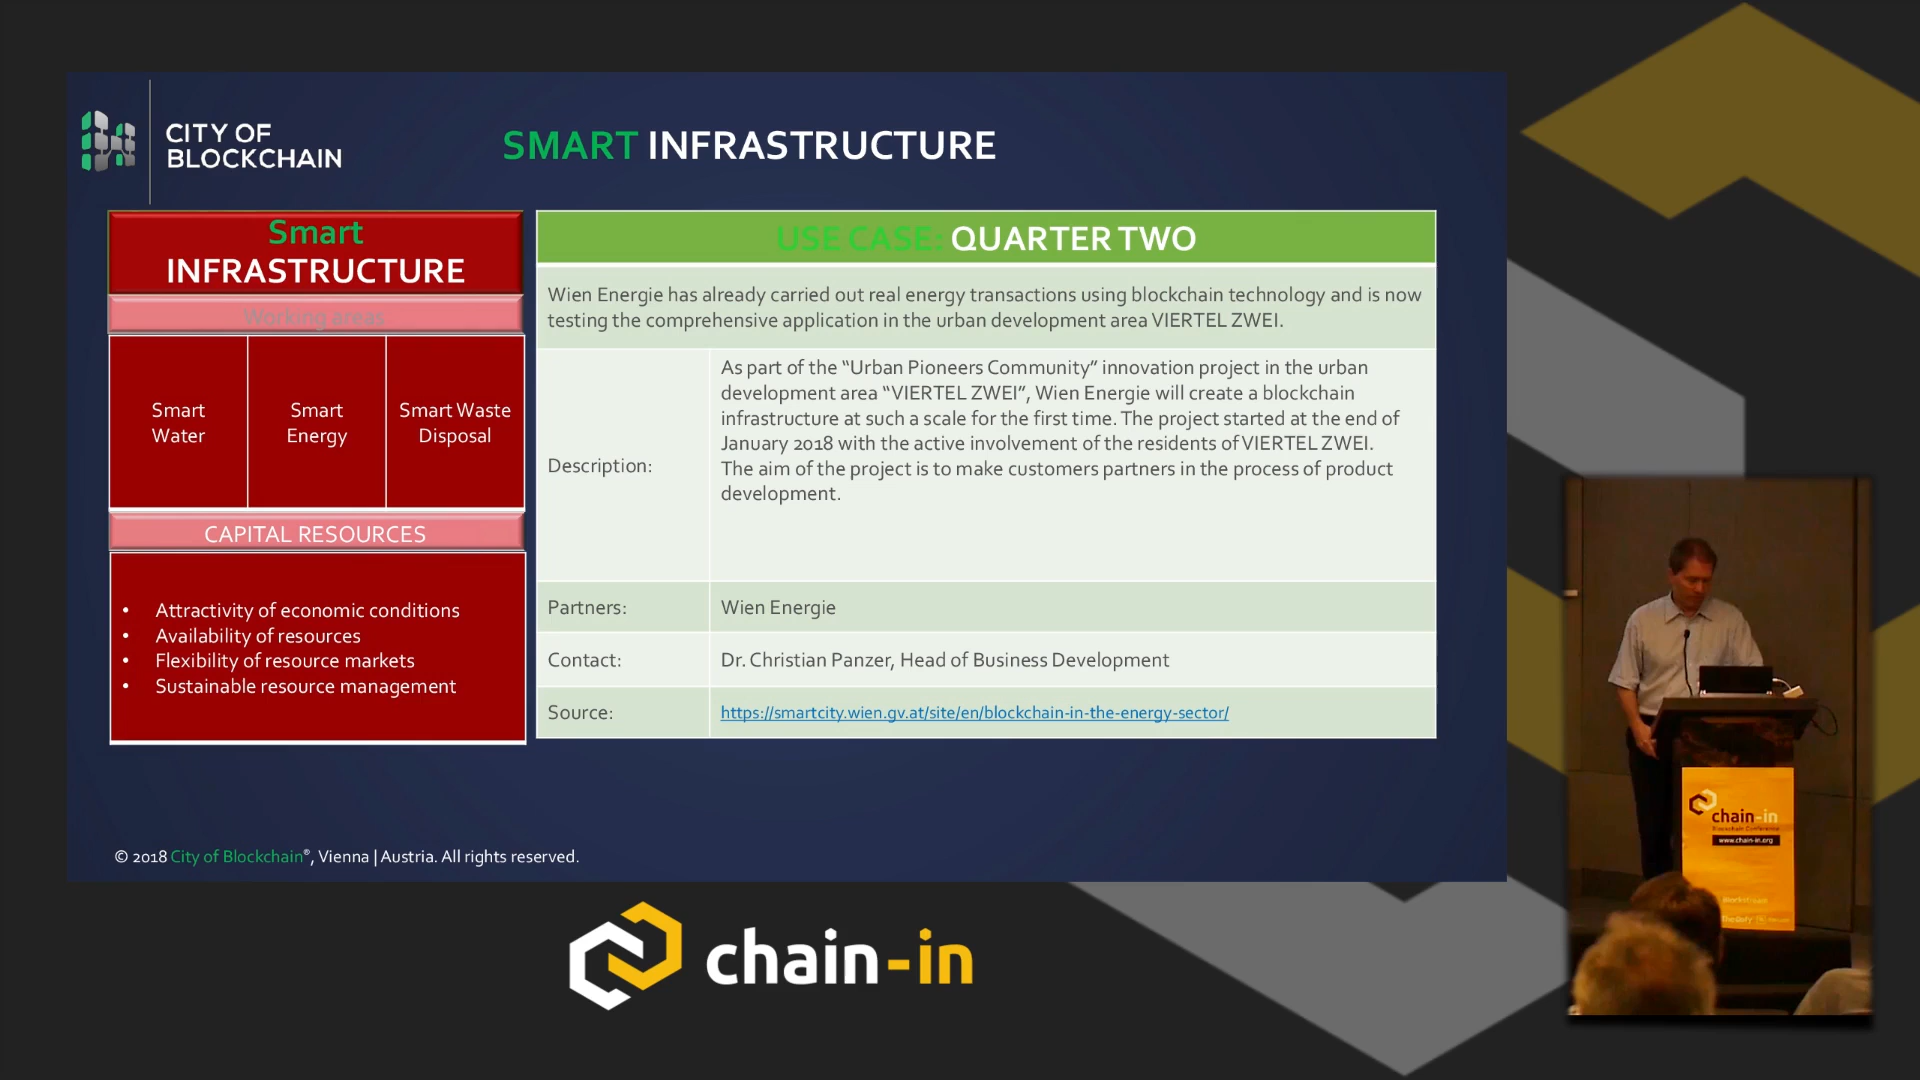 CITY OF
BLOCKCHAIN
SMART INFRASTRUCTURE
Smart
INFRASTRUCTURE
Working areas
Smart
Water
Smart
Energy
Smart Waste
Disposal
CAPITAL RESOURCES
• Attractivity of economic conditions
• Availability of resources
• Flexibility of resource markets
• Sustainable resource management
USE CASE: QUARTER TWO
Wien Energie has already carried out real energy transactions using blockchain technology and is now
testing the comprehensive application in the urban development area VIERTEL ZWEI.
Description:
As part of the “Urban Pioneers Community” innovation project in the urban
development area “VIERTEL ZWEI”, Wien Energie will create a blockchain
infrastructure at such a scale for the first time. The project started at the end of
January 2018 with the active involvement of the residents of VIERTEL ZWEI.
The aim of the project is to make customers partners in the process of product
development.
Partners: Wien Energie
Contact: Dr. Christian Panzer, Head of Business Development
Source: https://smartcity.wien.gv.at/site/en/blockchain-in-the-energy-sector/
© 2018 City of Blockchain®, Vienna | Austria. All rights reserved.
chain-in
chain-in
Blockchain Conference
www.chain-in.org
Blockstream